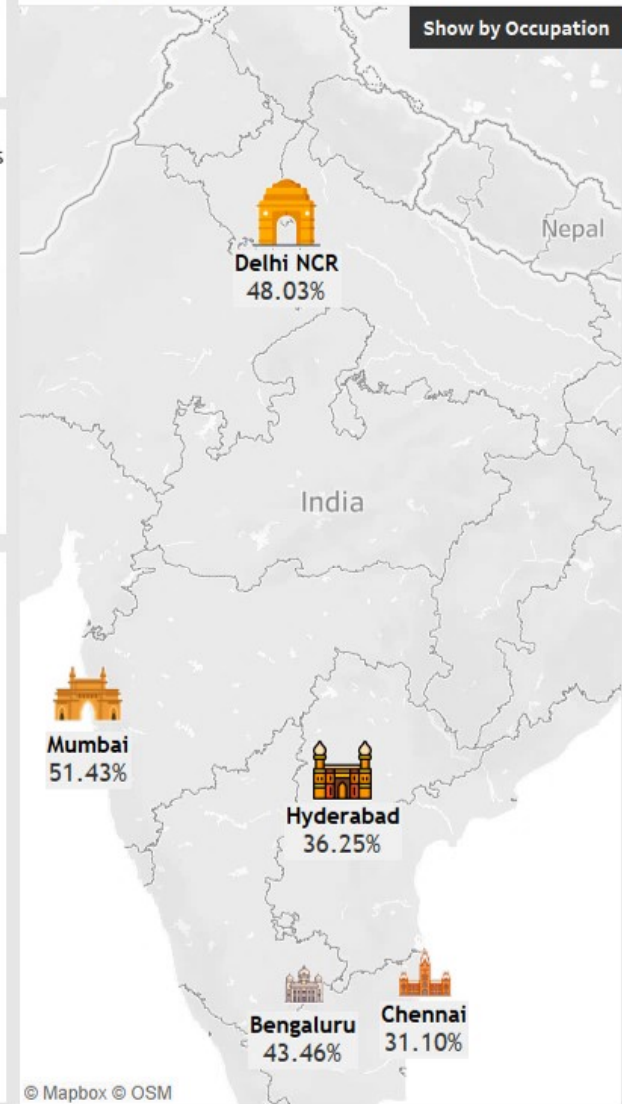 Show by Occupation
s
Nepal
Delhi NCR
48.03%
India
Mumbai
51.43%
Hyderabad
36.25%
Bengaluru
43.46%
Chennai
31.10%
© Mapbox © OSM